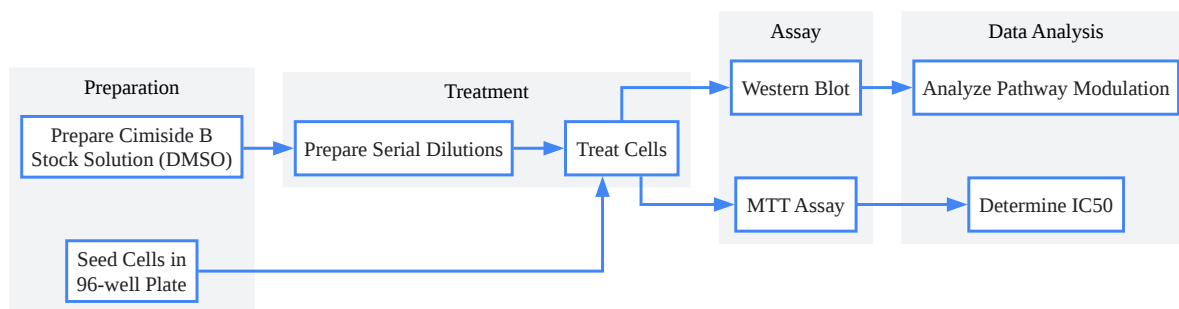 Preparation
Prepare Cimiside B
Stock Solution (DMSO)
Seed Cells in
96-well Plate
Treatment
Prepare Serial Dilutions
Treat Cells
Assay
Western Blot
MTT Assay
Data Analysis
Analyze Pathway Modulation
Determine IC50